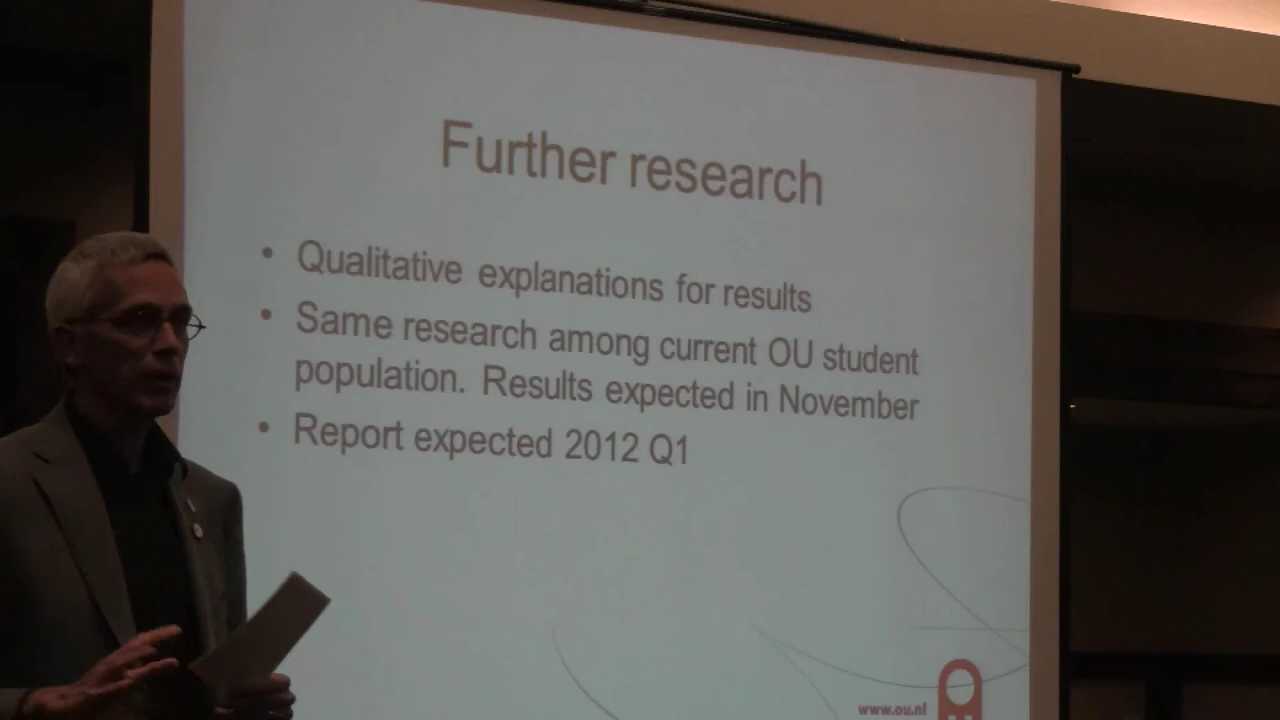 Further research
• Qualitative explanations for results
• Same research among current OU student
population. Results expected in November
• Report expected 2012 Q1
www.ou.nl